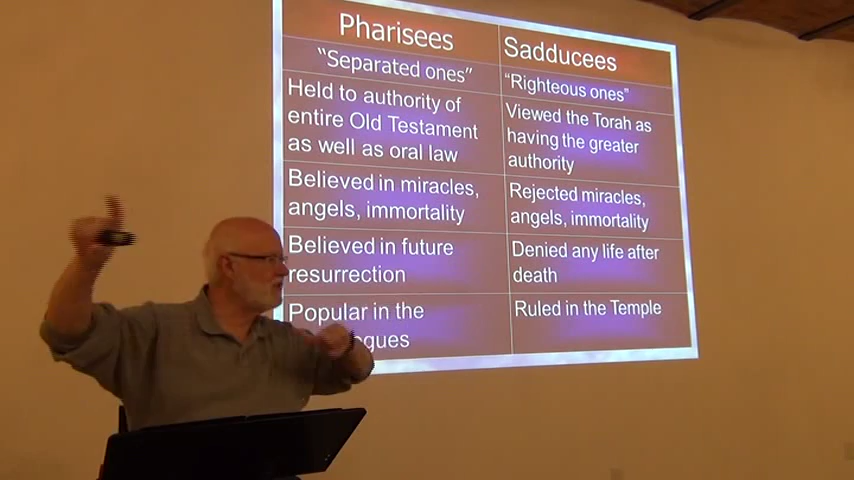 Pharisees
Sadducees
"Separated ones"
"Righteous ones"
Held to authority of
entire Old Testament
as well as oral law
Viewed the Torah as
having the greater
authority
Believed in miracles,
angels, immortality
Rejected miracles,
angels, immortality
Believed in future
resurrection
Denied any life after
death
Popular in the
Ruled in the Temple